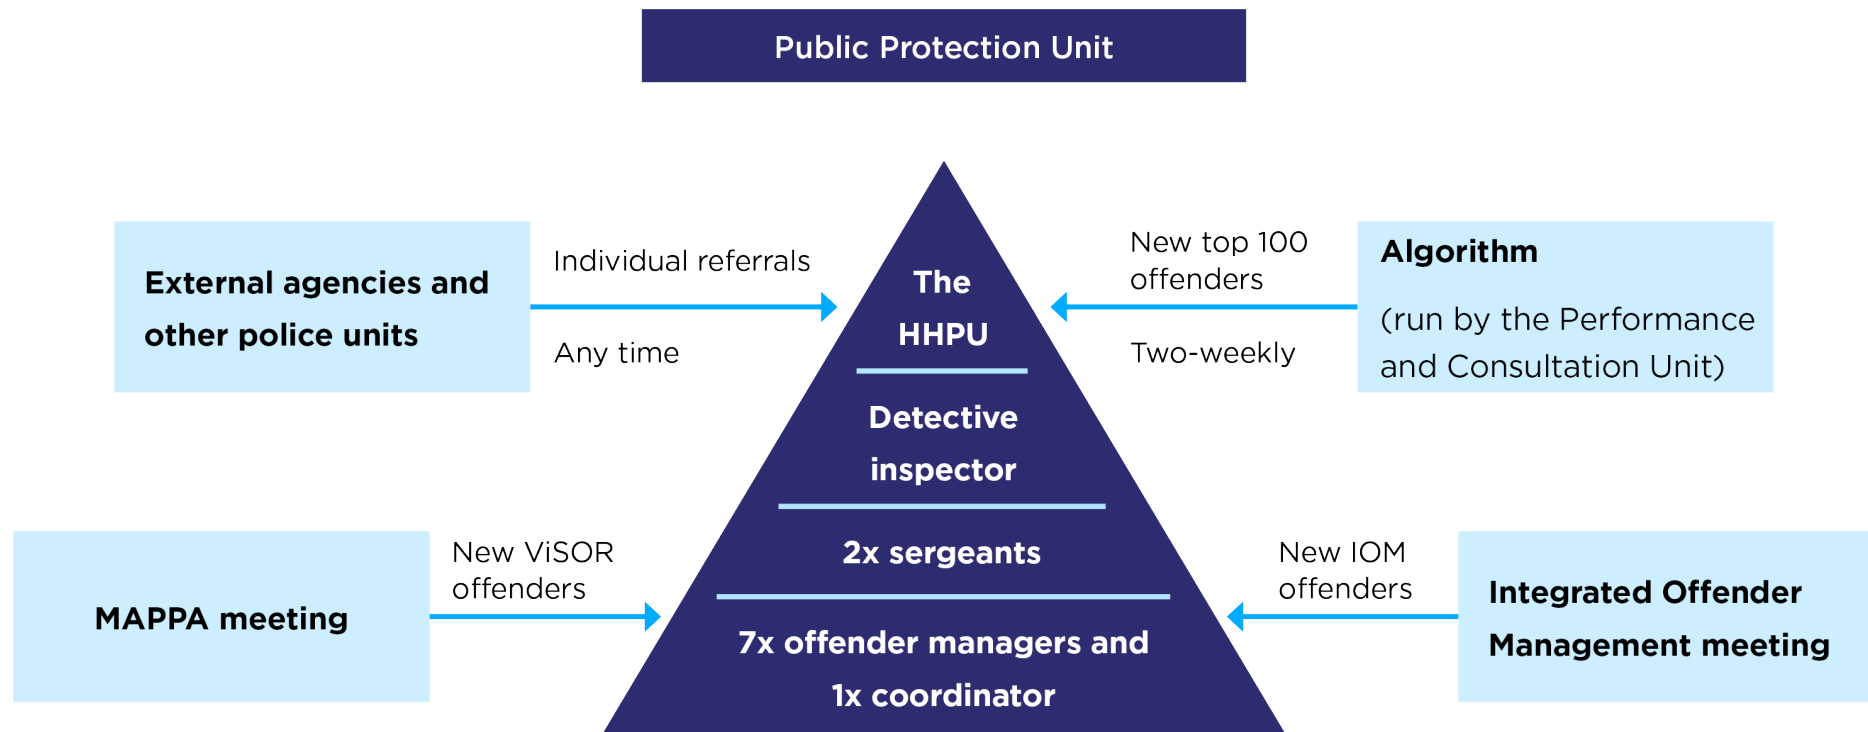 Public Protection Unit
External agencies and
other police units
Individual referrals
Any time
The
HHPU
New top 100
offenders
Two-weekly
Algorithm
(run by the Performance
and Consultation Unit)
Detective
inspector
2x sergeants
7x offender managers and
1x coordinator
MAPPA meeting
New ViSOR
offenders
New IOM
offenders
Integrated Offender
Management meeting